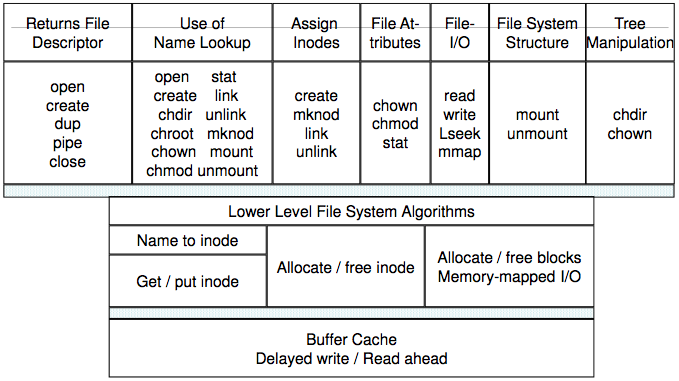 Returns File
Descriptor
Use of
Name Lookup
Assign
Inodes
File At-
tributes
File-
I/O
File System
Structure
Tree
Manipulation
open
create
dup
pipe
close
open stat
create link
chdir unlink
chroot mknod
chown mount
chmod unmount
create
mknod
link
unlink
chown
chmod
stat
read
write
Lseek
mmap
mount
unmount
chdir
chown
Lower Level File System Algorithms
Name to inode
Get / put inode
Allocate / free inode
Allocate / free blocks
Memory-mapped I/O
Buffer Cache
Delayed write / Read ahead